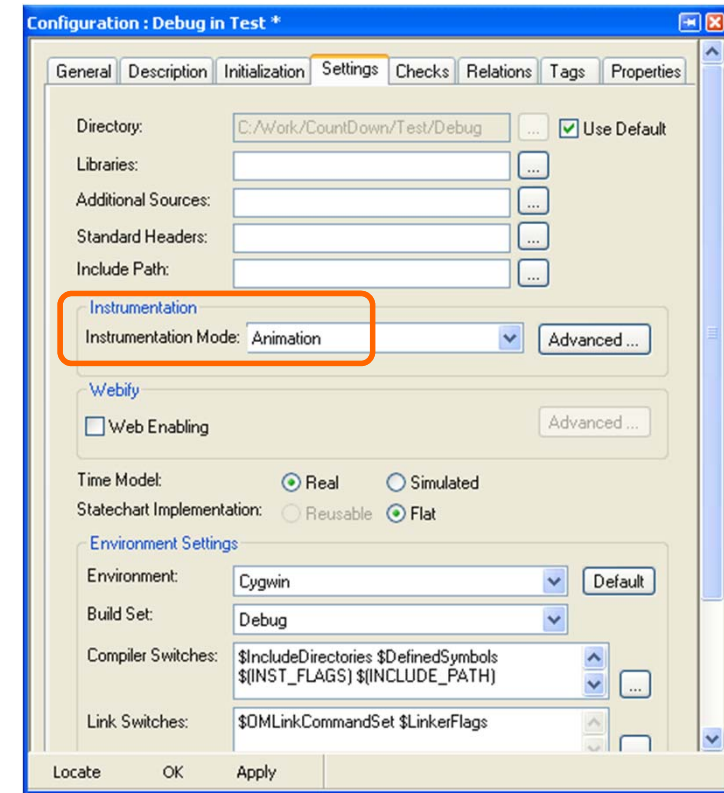 Configuration : Debug in Test *
General Description Initialization Settings Checks Relations Tags Properties
Directory: C:/Work/CountDown/Test/Debug ... Use Default
Libraries: ...
Additional Sources: ...
Standard Headers: ...
Include Path: ...
Instrumentation
Instrumentation Mode: Animation Advanced ...
Webify
Web Enabling Advanced ...
Time Model: Real Simulated
Statechart Implementation: Reusable Flat
Environment Settings
Environment: Cygwin Default
Build Set: Debug
Compiler Switches: $IncludeDirectories $DefinedSymbols
$(INST_FLAGS) $(INCLUDE_PATH) ...
Link Switches: $OMLinkCommandSet $LinkerFlags
Locate OK Apply